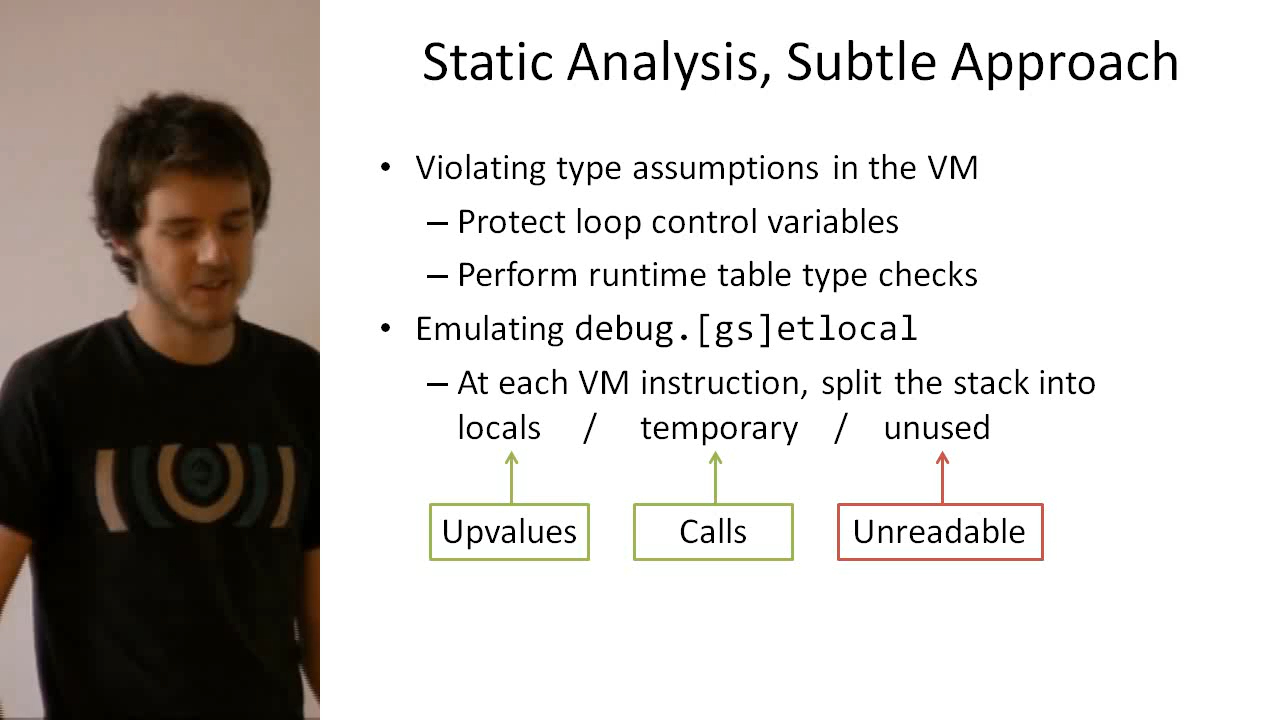 Static Analysis, Subtle Approach
• Violating type assumptions in the VM
– Protect loop control variables
– Perform runtime table type checks
• Emulating debug.[gs]etlocal
– At each VM instruction, split the stack into
locals / temporary / unused
Upvalues Calls Unreadable